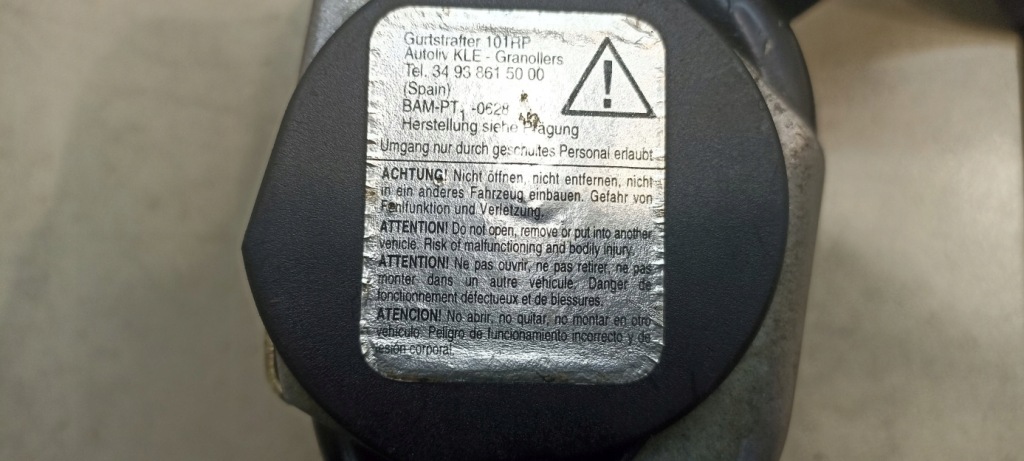 Gurtstrafter 101HP
Autoliv KLE - Granollers
Tel. 34 93 861 50 00
(Spain)
BAM-PT1 -0628
Herstellung siehe Prägung
Umgang nur durch geschultes Personal erlaubt
ACHTUNG! Nicht öffnen, nicht entfernen, nicht
in ein anderes Fahrzeug einbauen. Gefahr von
Fehlfunktion und Verletzung.
ATTENTION! Do not open, remove or put into another
vehicle. Risk of malfunctioning and bodily injury.
ATTENTION! Ne pas ouvrir, ne pas retirer, ne pas
monter dans un autre véhicule. Danger de
fonctionnement défectueux et de blessures.
ATENCION! No abrir, no quitar, no montar en otro
vehículo. Peligro de funcionamiento incorrecto y de
lesión corporal.